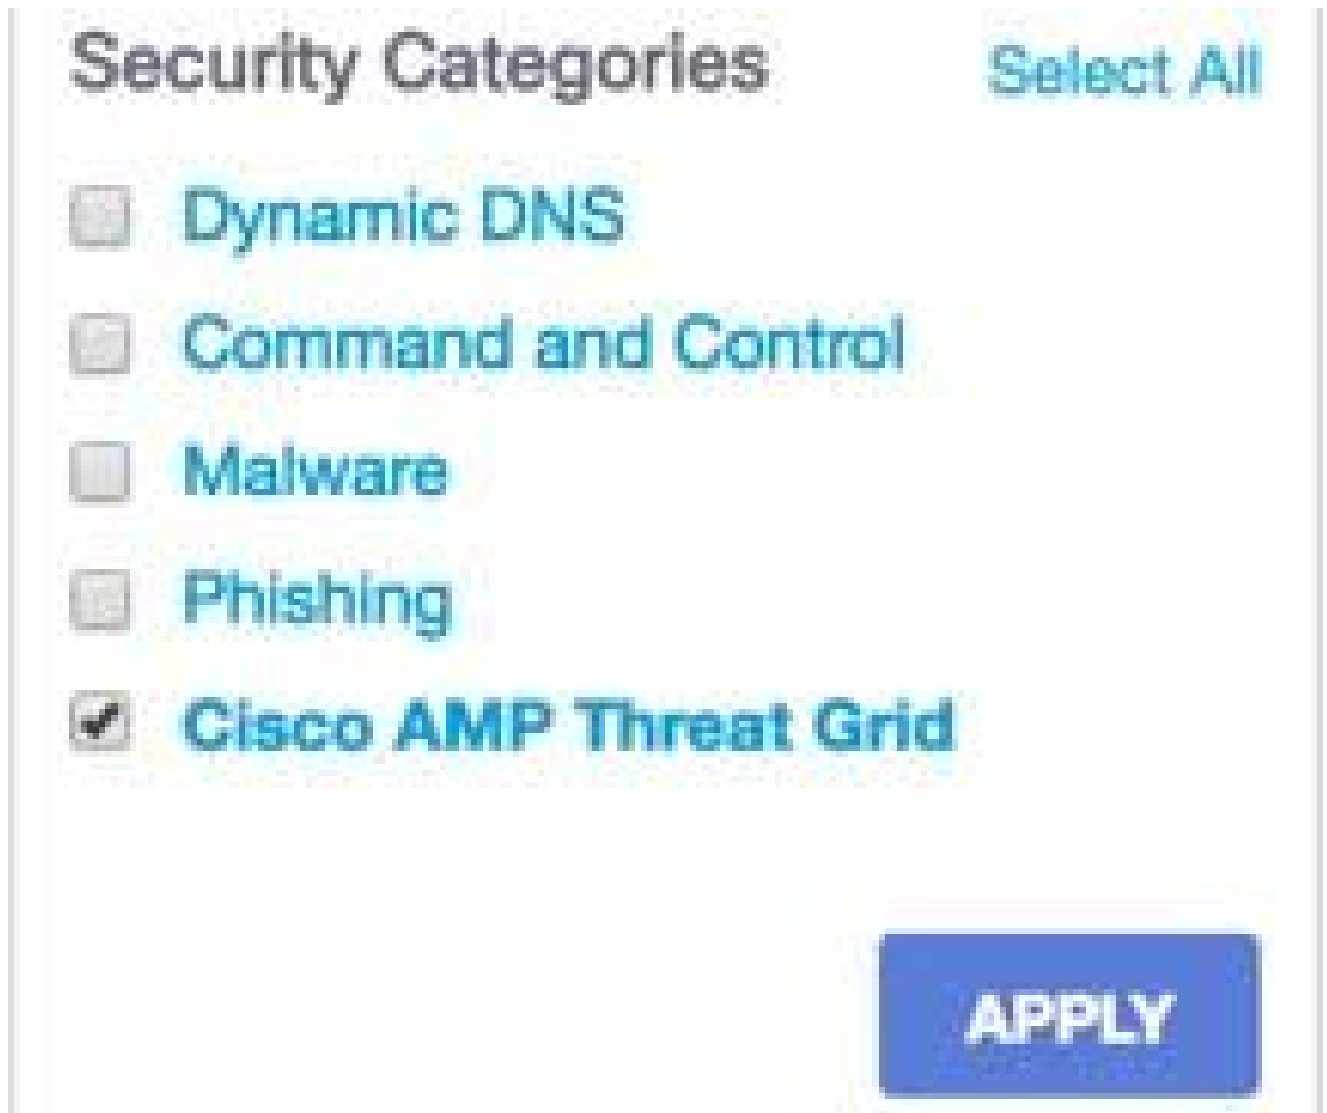 Security Categories Select All
Dynamic DNS
Command and Control
Malware
Phishing
Cisco AMP Threat Grid
APPLY